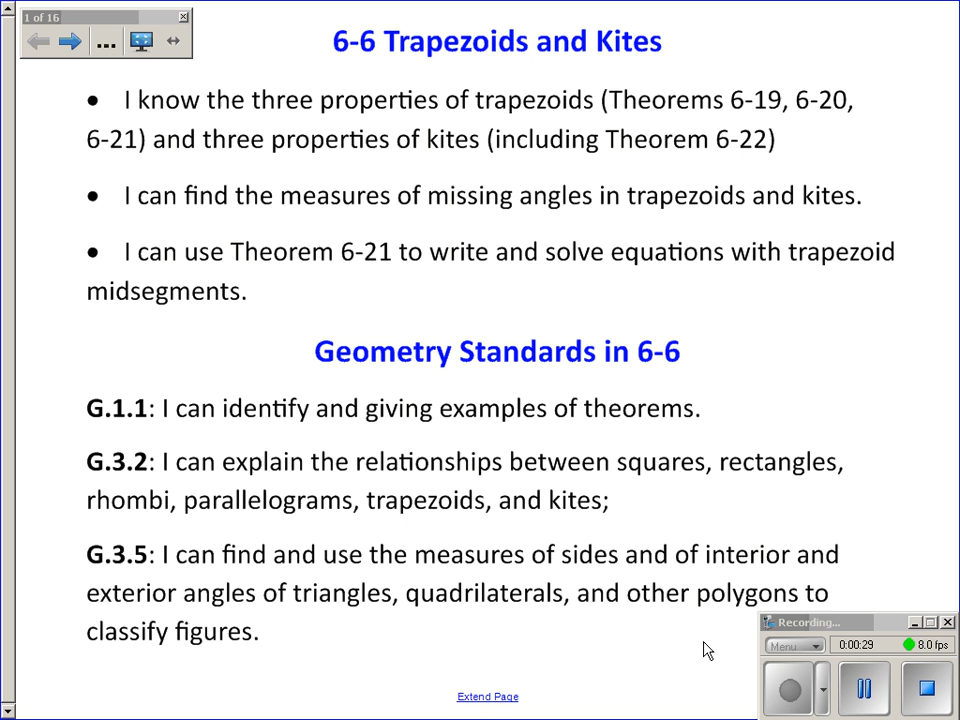 1 of 16
6-6 Trapezoids and Kites
• I know the three properties of trapezoids (Theorems 6-19, 6-20,
6-21) and three properties of kites (including Theorem 6-22)
• I can find the measures of missing angles in trapezoids and kites.
• I can use Theorem 6-21 to write and solve equations with trapezoid
midsegments.
Geometry Standards in 6-6
G.1.1: I can identify and giving examples of theorems.
G.3.2: I can explain the relationships between squares, rectangles,
rhombi, parallelograms, trapezoids, and kites;
G.3.5: I can find and use the measures of sides and of interior and
exterior angles of triangles, quadrilaterals, and other polygons to
classify figures.
Recording...
Menu 0:00:29 8.0 fps
Extend Page